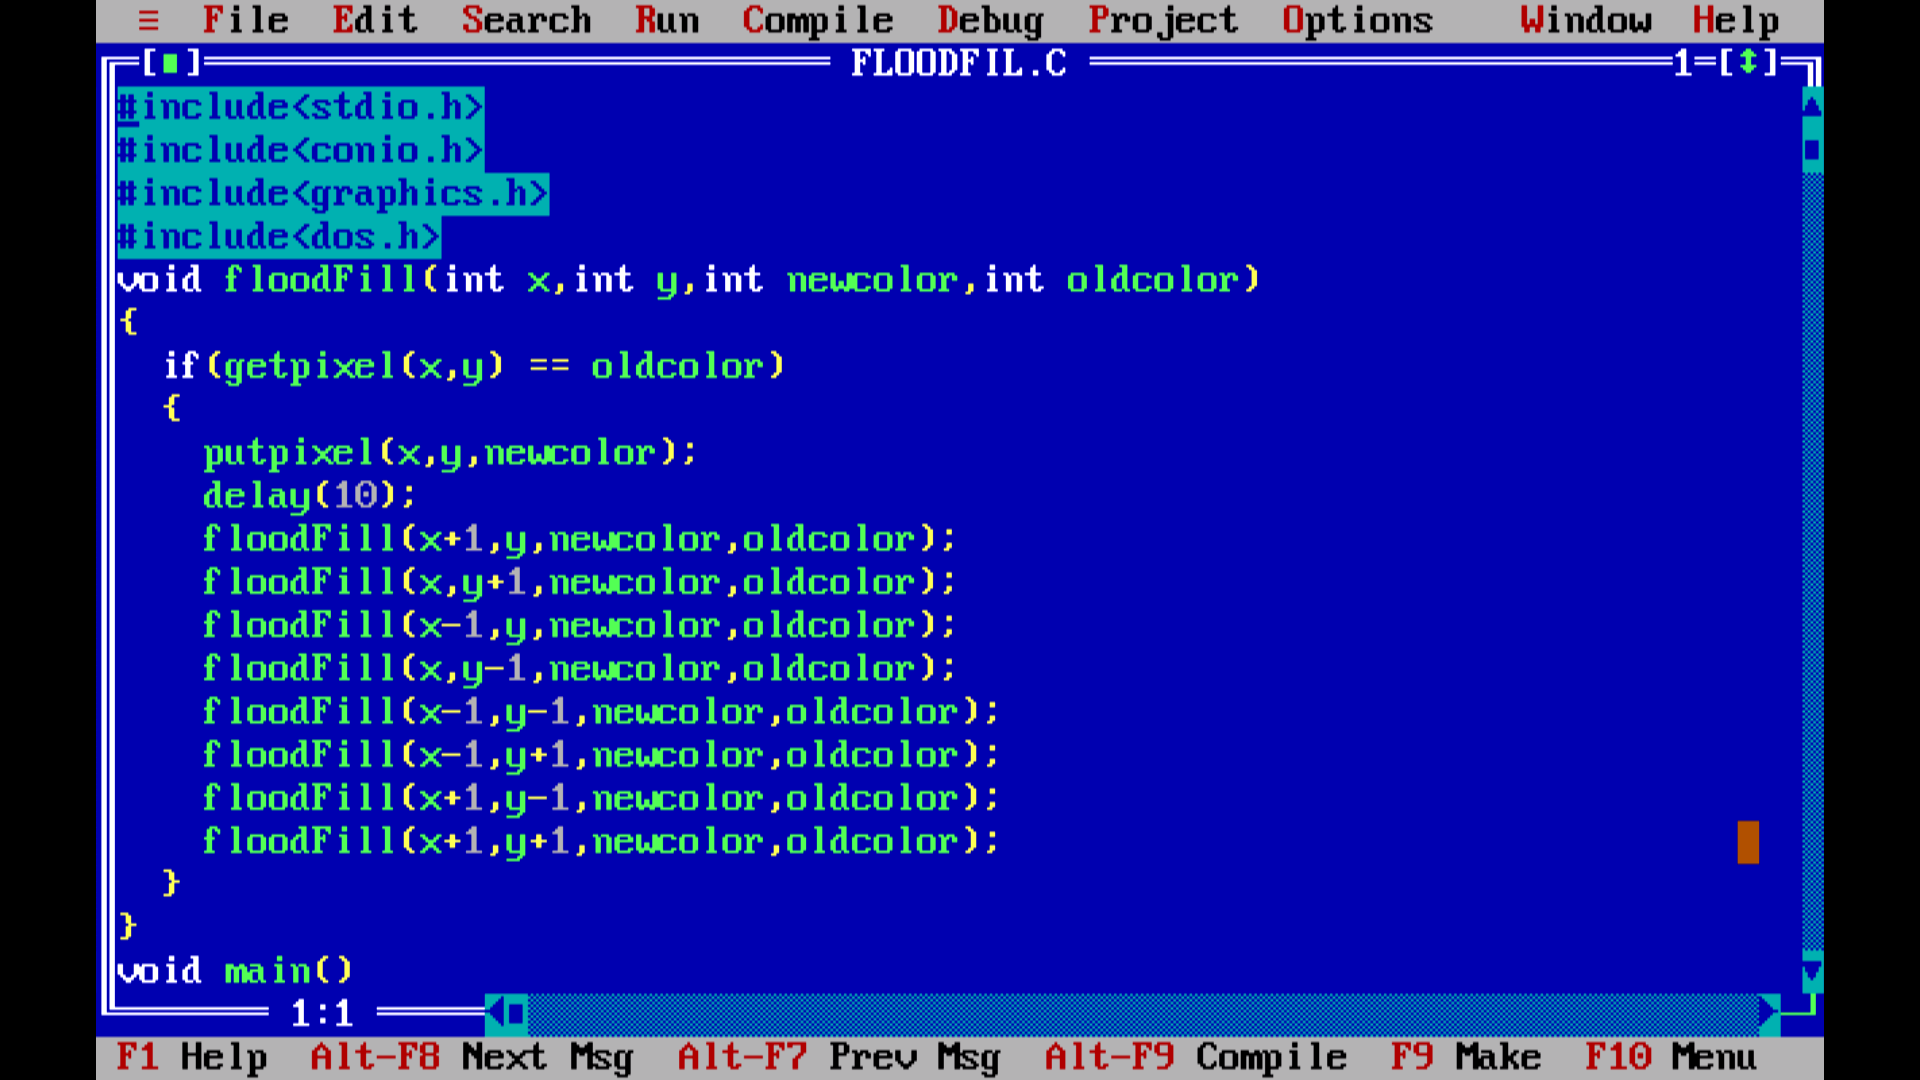 ≡ File Edit Search Run Compile Debug Project Options Window Help
[■] FLOODFIL.C 1=[↕]
#include<stdio.h>
#include<conio.h>
#include<graphics.h>
#include<dos.h>
void floodFill(int x,int y,int newcolor,int oldcolor)
{
if(getpixel(x,y) == oldcolor)
{
putpixel(x,y,newcolor);
delay(10);
floodFill(x+1,y,newcolor,oldcolor);
floodFill(x,y+1,newcolor,oldcolor);
floodFill(x-1,y,newcolor,oldcolor);
floodFill(x,y-1,newcolor,oldcolor);
floodFill(x-1,y-1,newcolor,oldcolor);
floodFill(x-1,y+1,newcolor,oldcolor);
floodFill(x+1,y-1,newcolor,oldcolor);
floodFill(x+1,y+1,newcolor,oldcolor);
}
}
void main()
1:1
F1 Help Alt-F8 Next Msg Alt-F7 Prev Msg Alt-F9 Compile F9 Make F10 Menu